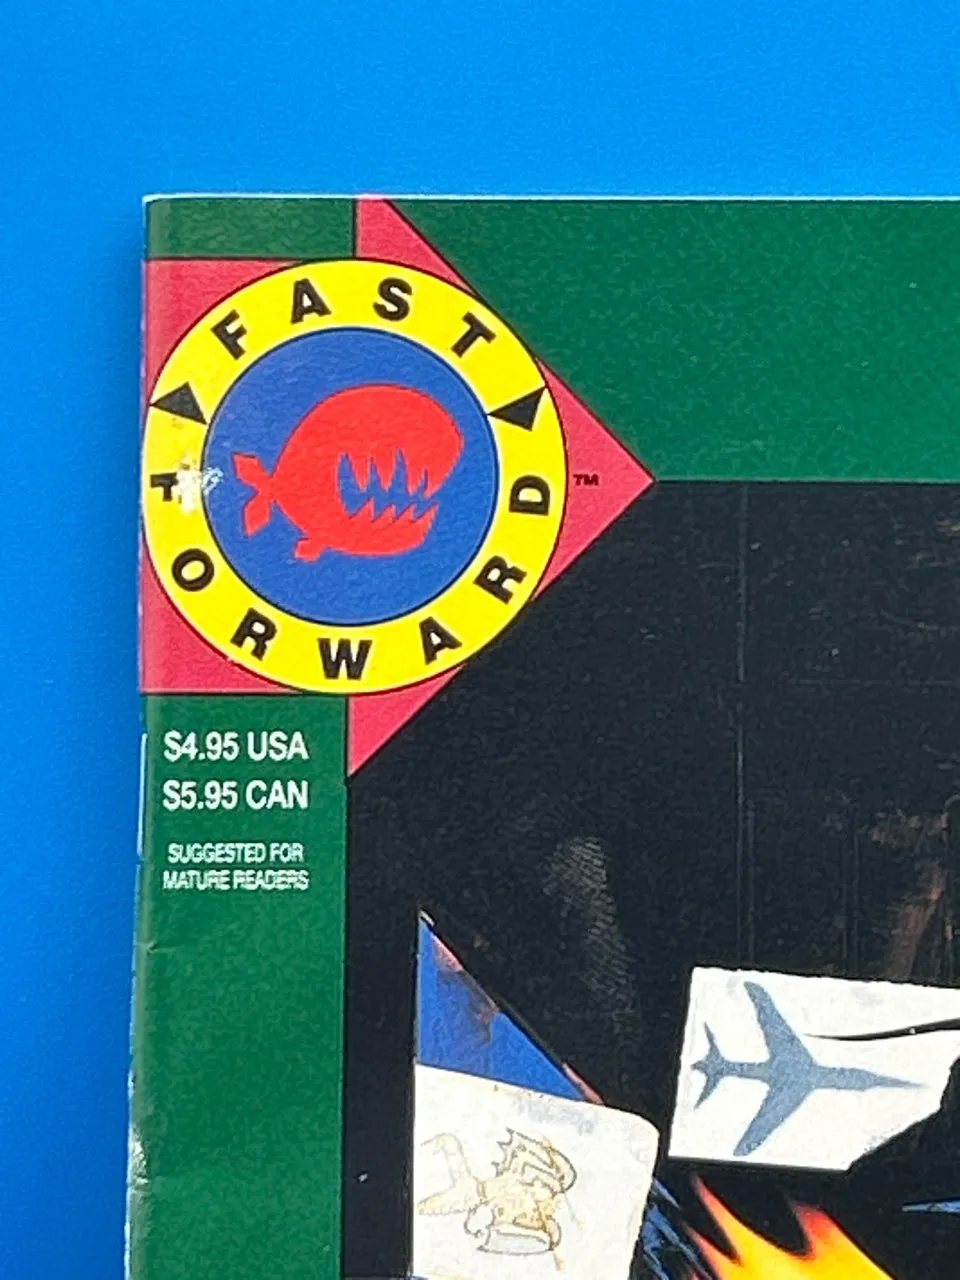 FAST
FORWARD
™
$4.95 USA
$5.95 CAN
SUGGESTED FOR
MATURE READERS